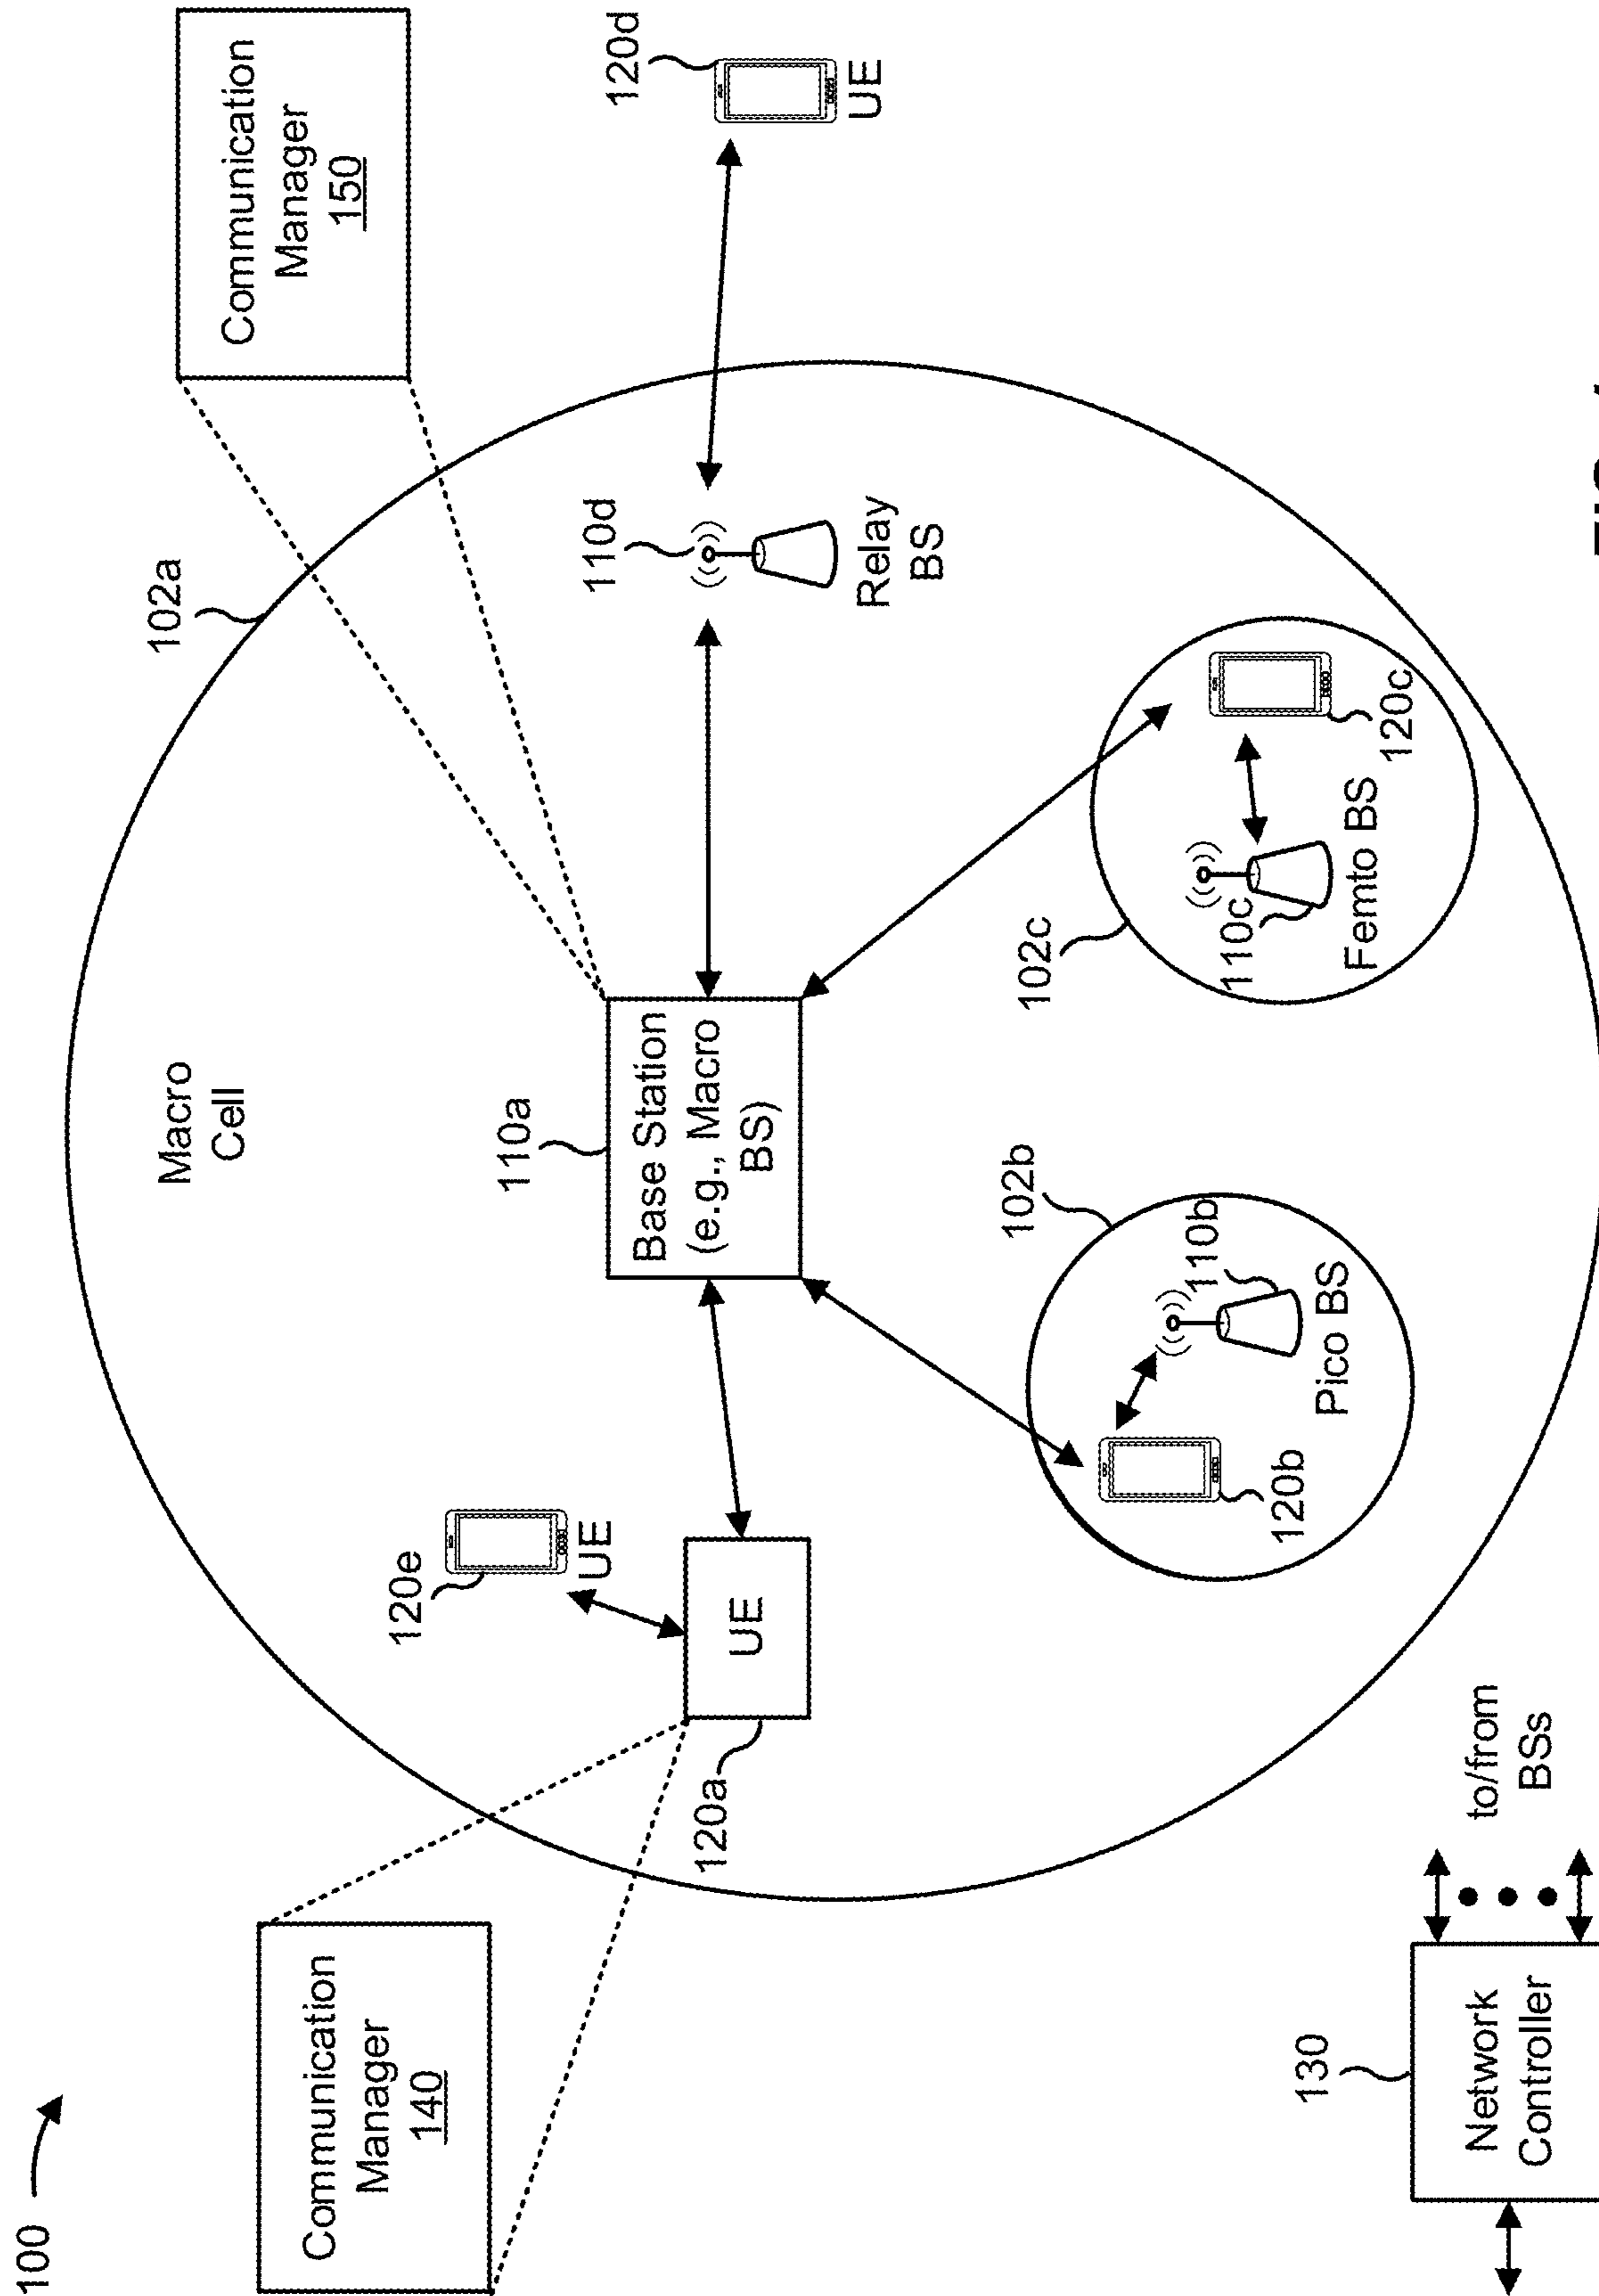 100
Communication
Manager
150
Communication
Manager
140
102a
Macro
Cell
120e
UE
110a
Base Station
(e.g., Macro
BS)
110d
Relay
BS
120d
UE
UE
120a
102b
110b
Pico BS
120b
102c
110c
Femto BS
120c
130
Network
Controller
to/from
BSs